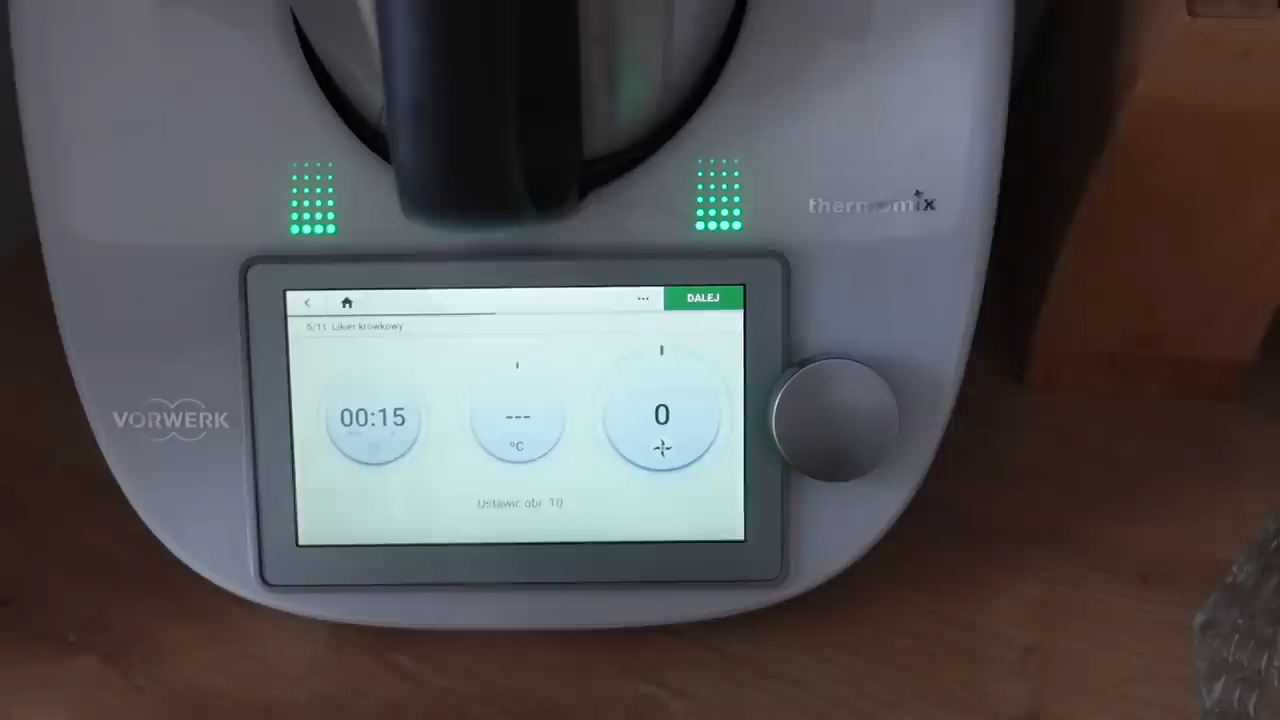 thermomix
DALEJ
5/11 Likier krówkowy
00:15
---
°C
0
Ustawić obr. 10
VORWERK